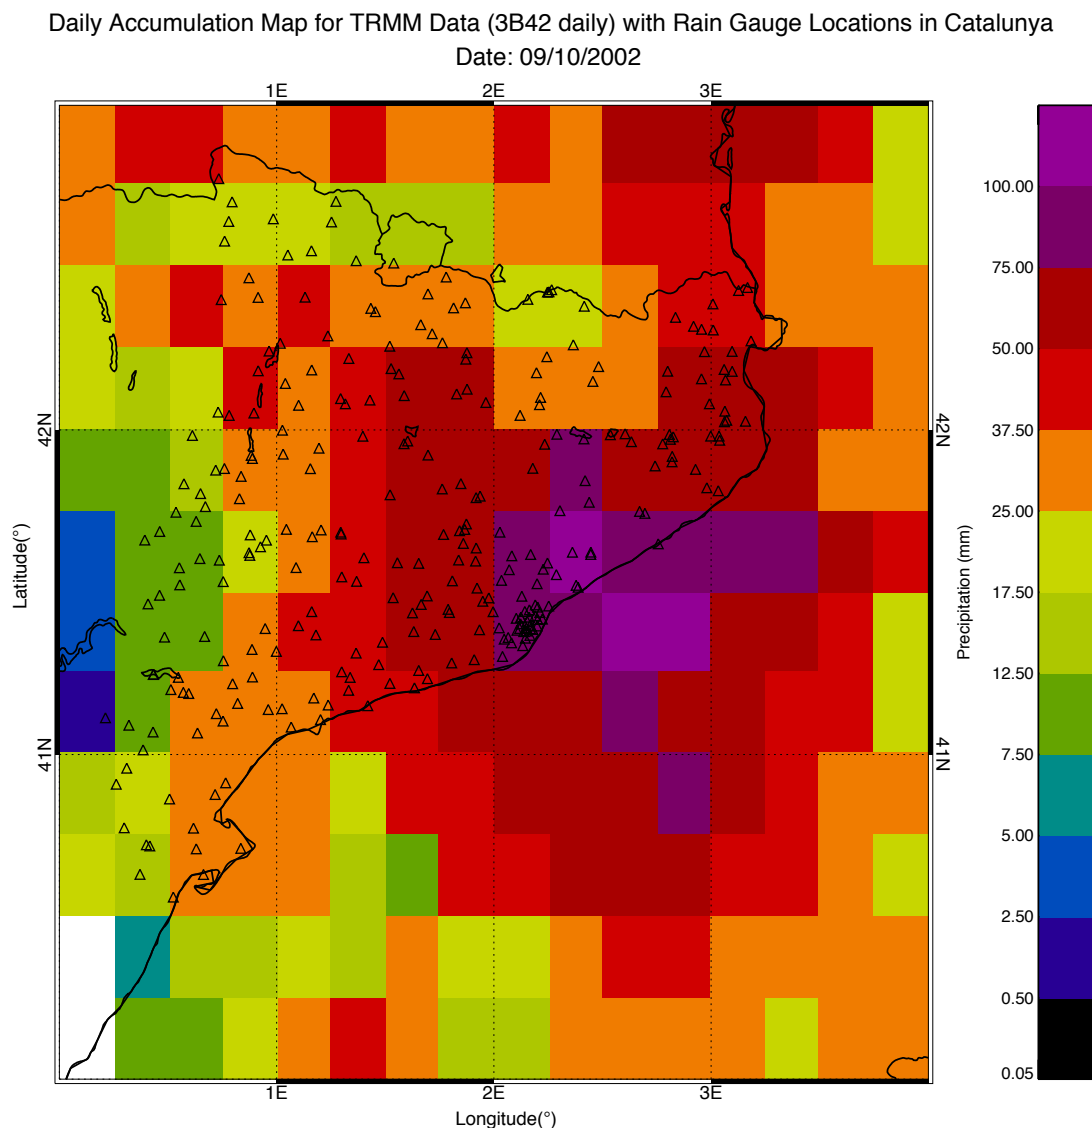 Daily Accumulation Map for TRMM Data (3B42 daily) with Rain Gauge Locations in Catalunya
Date: 09/10/2002
1E 2E 3E
100.00
75.00
50.00
37.50
25.00
17.50
12.50
7.50
5.00
2.50
0.50
0.05
Precipitation (mm)
42N
41N
42N
41N
Latitude(°)
1E 2E 3E
Longitude(°)